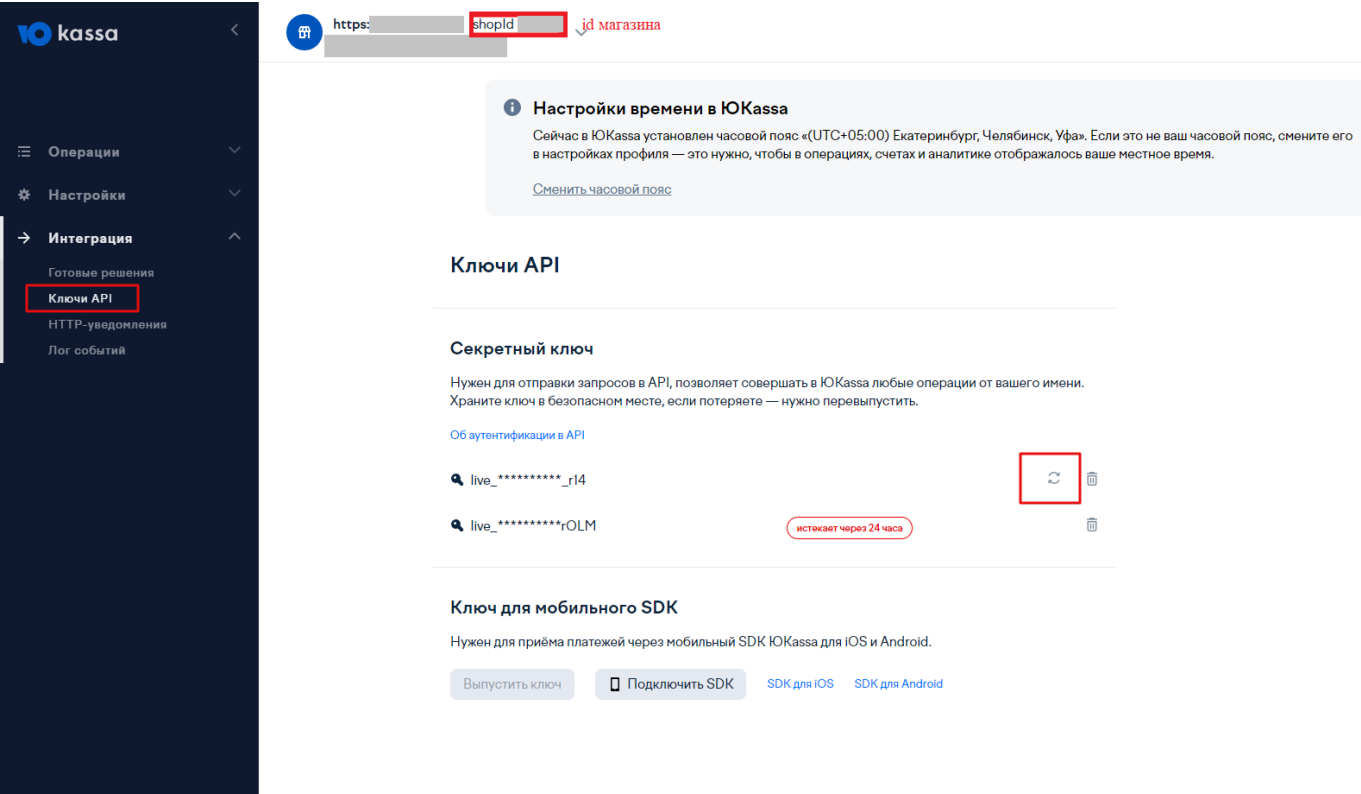 Ю kassa
https:
shopId
id магазина
Операции
Настройки
Интеграция
Готовые решения
Ключи API
HTTP-уведомления
Лог событий
Настройки времени в ЮKassa
Сейчас в ЮKassa установлен часовой пояс «(UTC+05:00) Екатеринбург, Челябинск, Уфа». Если это не ваш часовой пояс, смените его
в настройках профиля — это нужно, чтобы в операциях, счетах и аналитике отображалось ваше местное время.
Сменить часовой пояс
Ключи API
Секретный ключ
Нужен для отправки запросов в API, позволяет совершать в ЮKassa любые операции от вашего имени.
Храните ключ в безопасном месте, если потеряете — нужно перевыпустить.
Об аутентификации в API
live_**********_r14
live_**********rOLM
истекает через 24 часа
Ключ для мобильного SDK
Нужен для приёма платежей через мобильный SDK ЮKassa для iOS и Android.
Выпустить ключ
Подключить SDK
SDK для iOS
SDK для Android